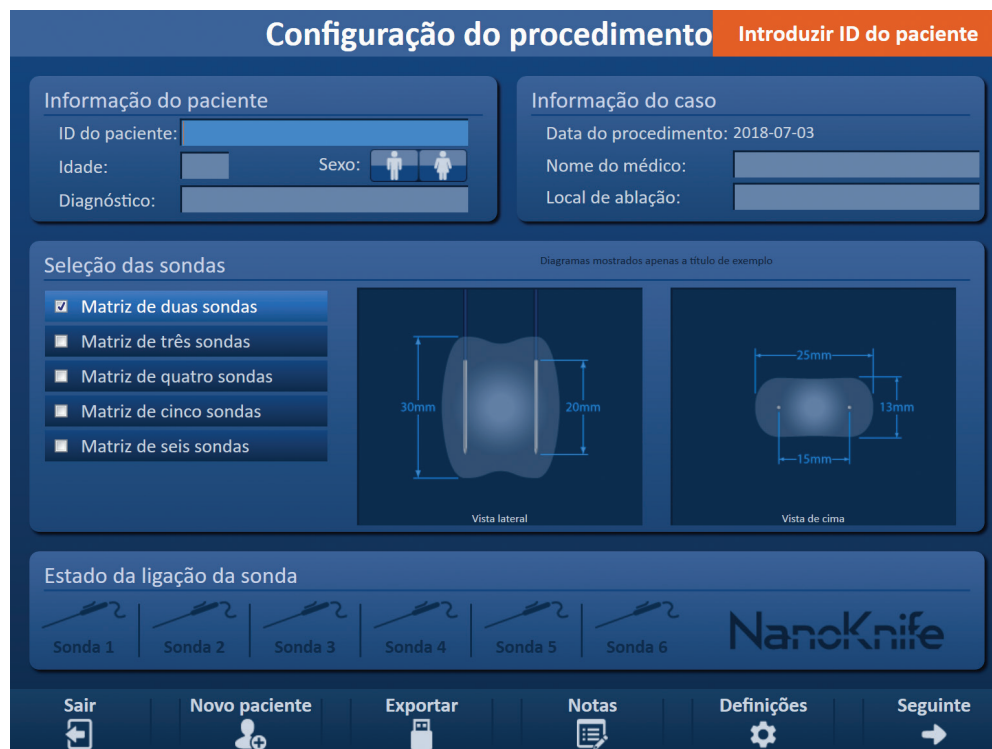 Configuração do procedimento
Introduzir ID do paciente
Informação do paciente
ID do paciente:
Idade:
Sexo:
Diagnóstico:
Informação do caso
Data do procedimento: 2018-07-03
Nome do médico:
Local de ablação:
Seleção das sondas
Diagramas mostrados apenas a título de exemplo
Matriz de duas sondas
Matriz de três sondas
Matriz de quatro sondas
Matriz de cinco sondas
Matriz de seis sondas
30mm
20mm
Vista lateral
25mm
13mm
15mm
Vista de cima
Estado da ligação da sonda
Sonda 1
Sonda 2
Sonda 3
Sonda 4
Sonda 5
Sonda 6
NanoKnife
Sair
Novo paciente
Exportar
Notas
Definições
Seguinte